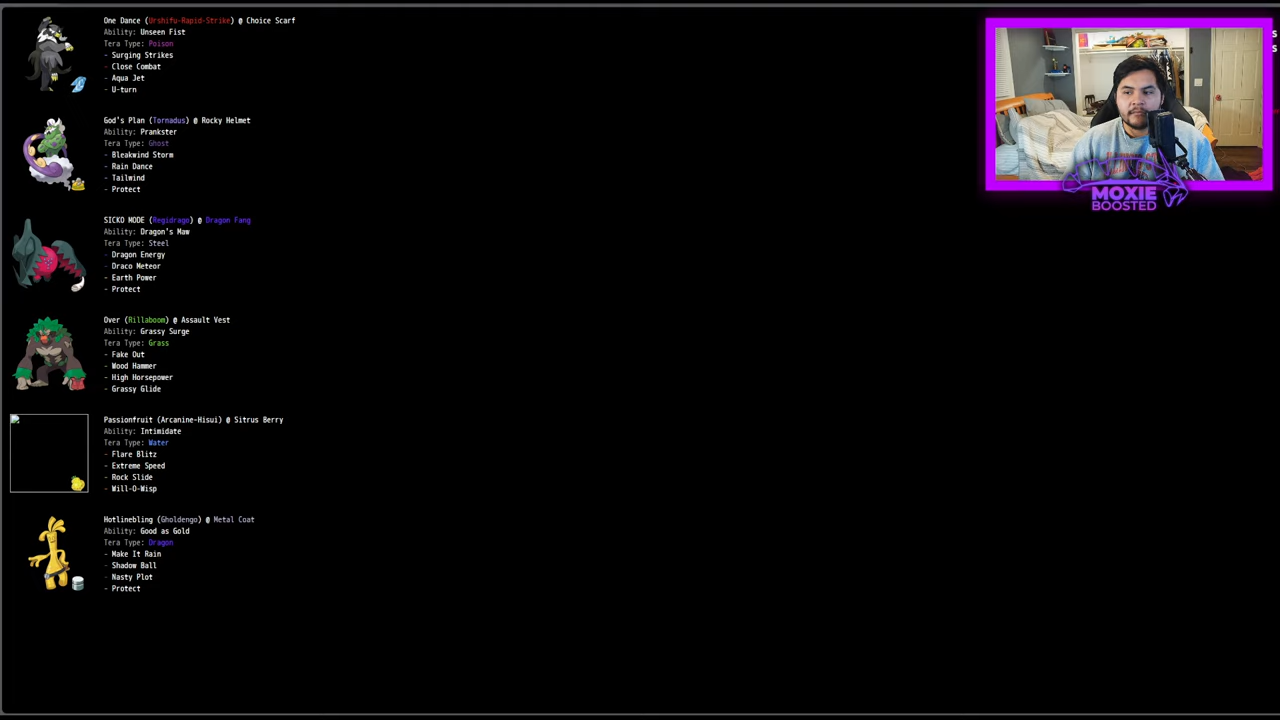 One Dance (Urshifu-Rapid-Strike) @ Choice Scarf
Ability: Unseen Fist
Tera Type: Poison
- Surging Strikes
- Close Combat
- Aqua Jet
- U-turn
God's Plan (Tornadus) @ Rocky Helmet
Ability: Prankster
Tera Type: Ghost
- Bleakwind Storm
- Rain Dance
- Tailwind
- Protect
SICKO MODE (Regidrago) @ Dragon Fang
Ability: Dragon's Maw
Tera Type: Steel
- Dragon Energy
- Draco Meteor
- Earth Power
- Protect
Over (Rillaboom) @ Assault Vest
Ability: Grassy Surge
Tera Type: Grass
- Fake Out
- Wood Hammer
- High Horsepower
- Grassy Glide
Passionfruit (Arcanine-Hisui) @ Sitrus Berry
Ability: Intimidate
Tera Type: Water
- Flare Blitz
- Extreme Speed
- Rock Slide
- Will-O-Wisp
Hotlinebling (Gholdengo) @ Metal Coat
Ability: Good as Gold
Tera Type: Dragon
- Make It Rain
- Shadow Ball
- Nasty Plot
- Protect
MOXIE
BOOSTED
s
s